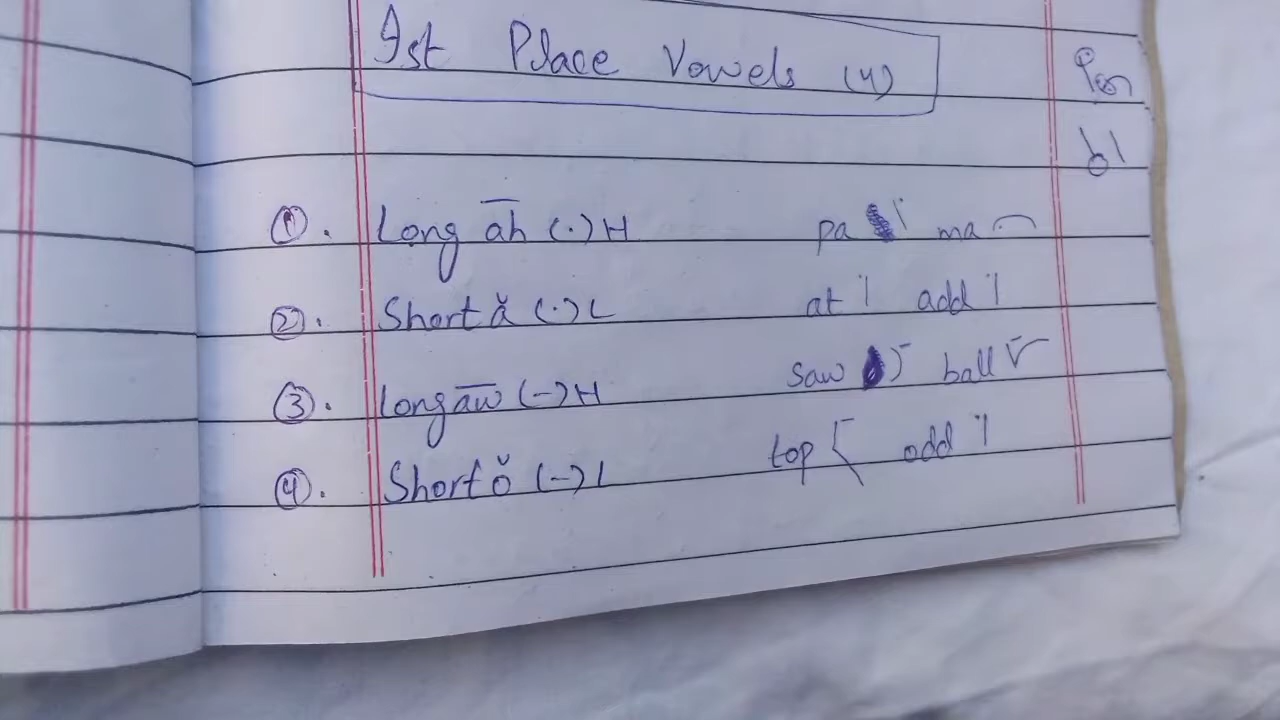 Ist Place Vowels (4)
①. Long āh (·) H pa ma
②. Short ă (·) L at add
③. Long āw (–) H saw ball
④. Short ŏ (–) L top odd